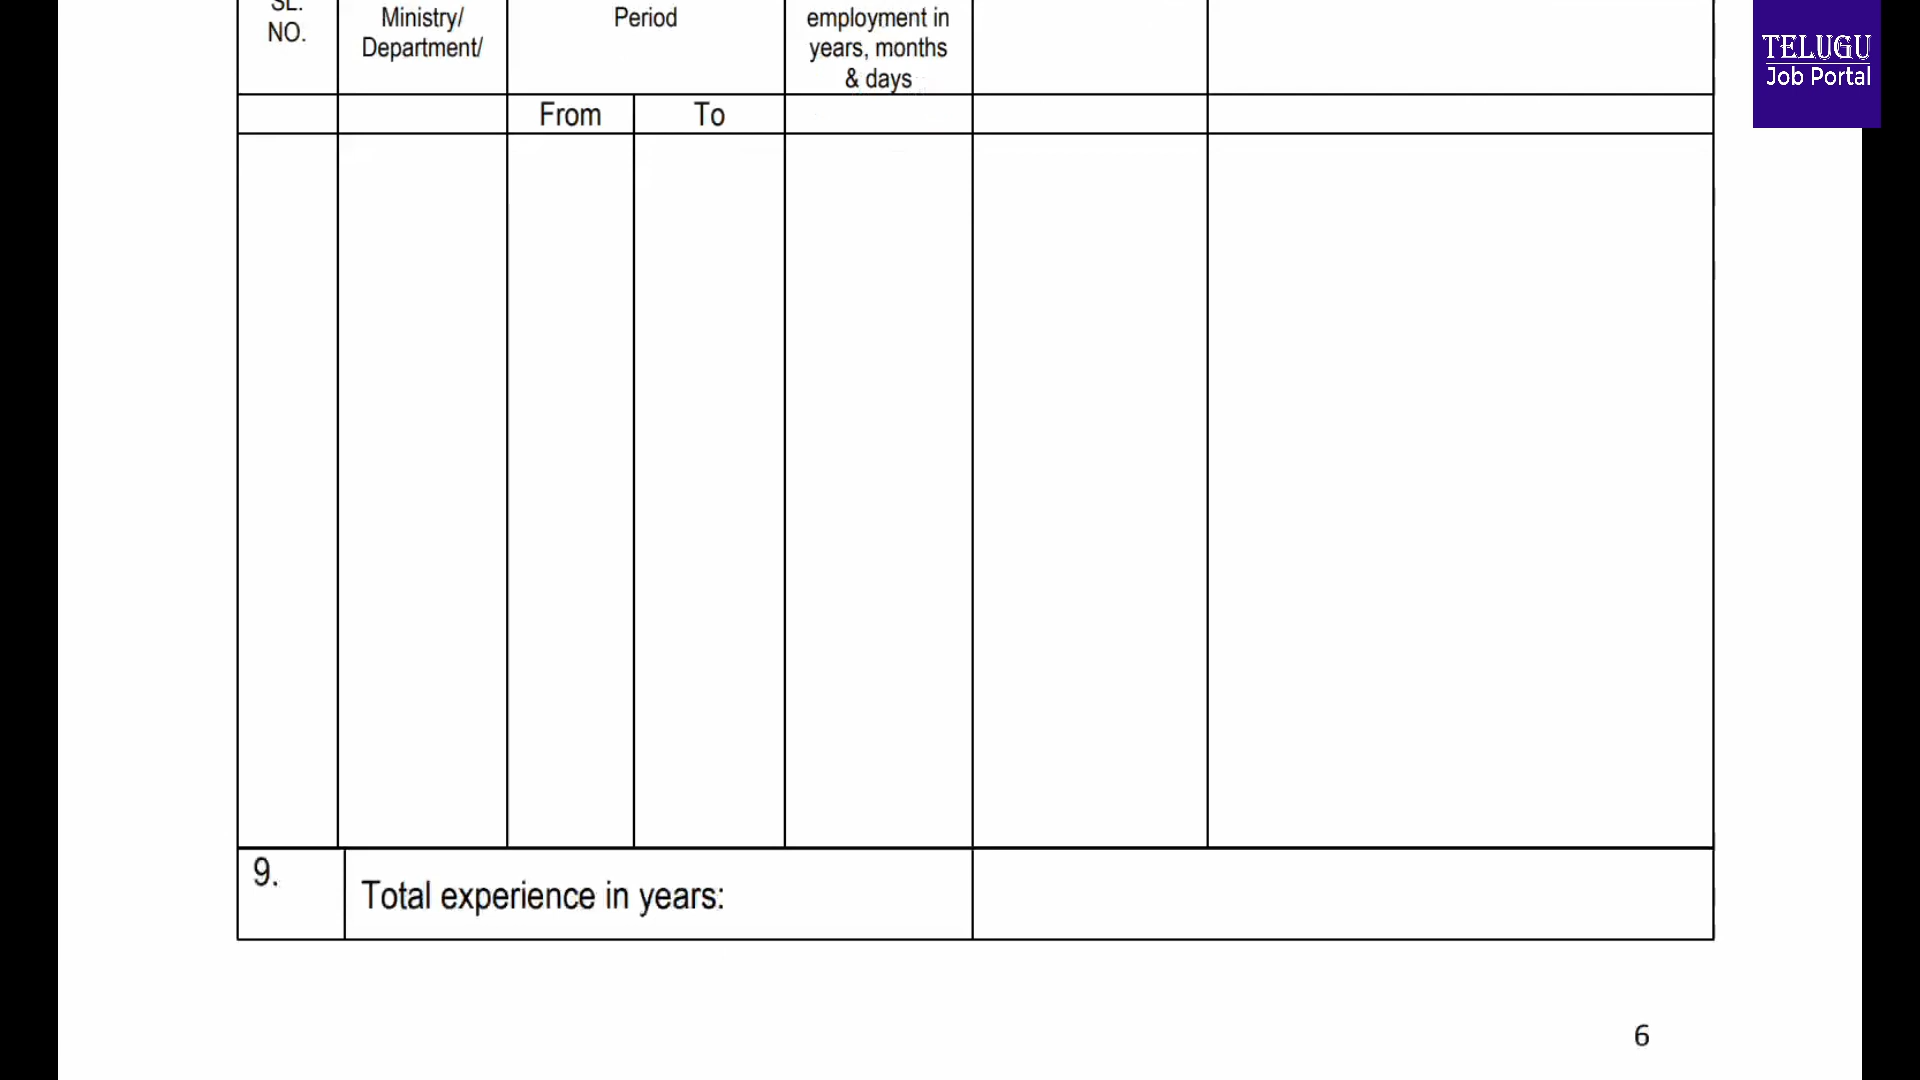 SL.
NO.
Ministry/
Department/
Period
employment in
years, months
& days
From To
9.
Total experience in years:
6
TELUGU
Job Portal